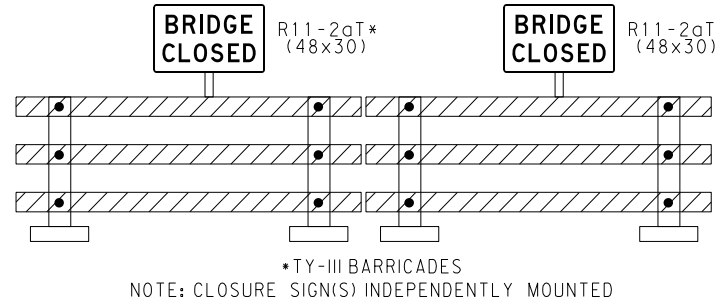 BRIDGE
CLOSED
R11-2aT*
(48x30)
BRIDGE
CLOSED
R11-2aT
(48x30)
*TY-III BARRICADES
NOTE: CLOSURE SIGN(S) INDEPENDENTLY MOUNTED